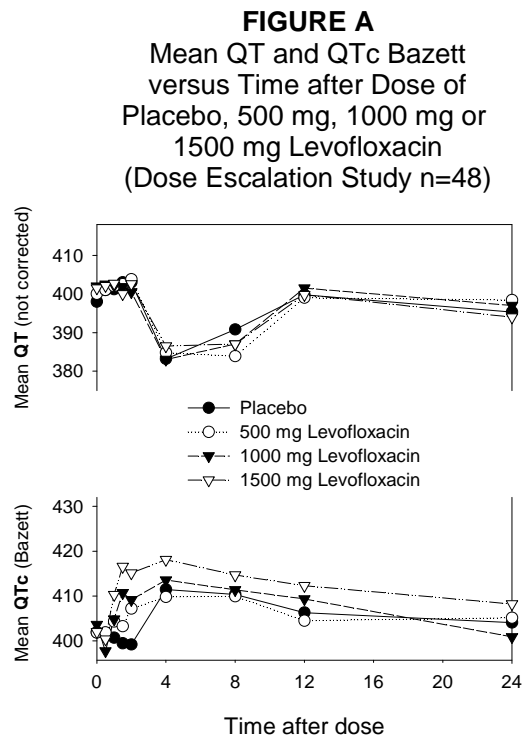 FIGURE A
Mean QT and QTc Bazett
versus Time after Dose of
Placebo, 500 mg, 1000 mg or
1500 mg Levofloxacin
(Dose Escalation Study n=48)
Mean QT (not corrected)
410
400
390
380
Placebo
500 mg Levofloxacin
1000 mg Levofloxacin
1500 mg Levofloxacin
Mean QTc (Bazett)
430
420
410
400
0 4 8 12 16 20 24
Time after dose